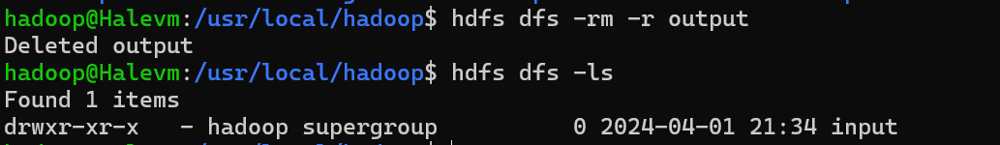 hadoop@Halevm:/usr/local/hadoop$ hdfs dfs -rm -r output
Deleted output
hadoop@Halevm:/usr/local/hadoop$ hdfs dfs -ls
Found 1 items
drwxr-xr-x   - hadoop supergroup          0 2024-04-01 21:34 input